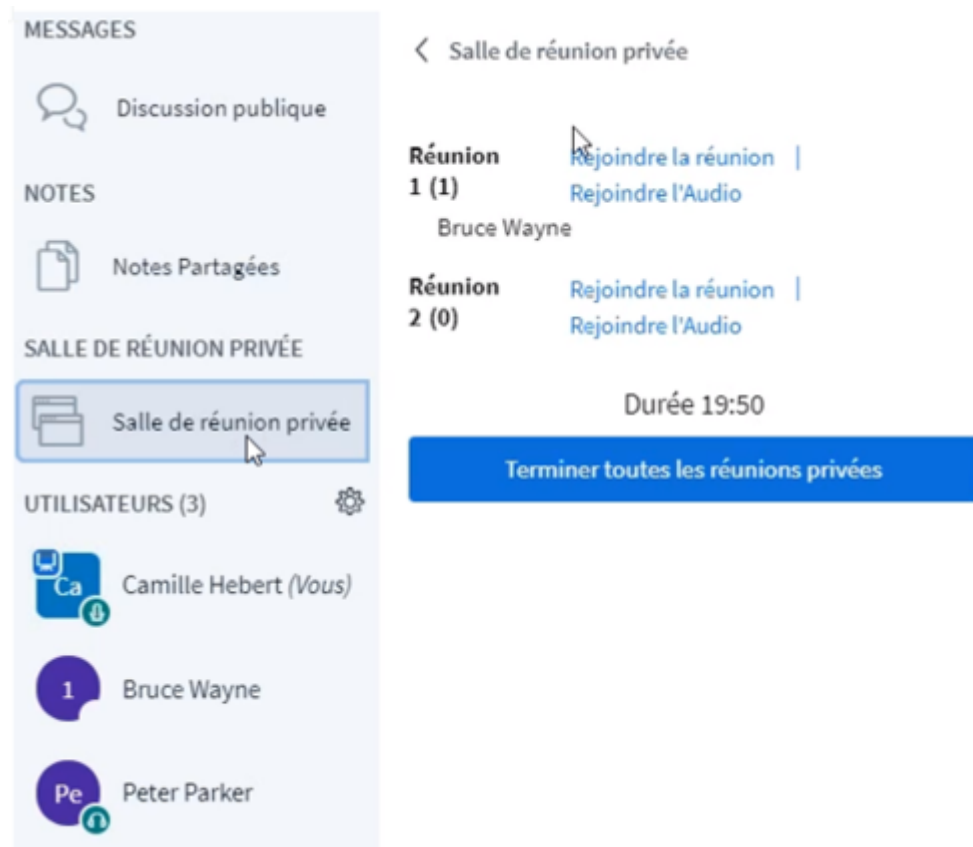 MESSAGES
Discussion publique
NOTES
Notes Partagées
SALLE DE RÉUNION PRIVÉE
Salle de réunion privée
UTILISATEURS (3)
Ca
Camille Hebert (Vous)
1
Bruce Wayne
Pe
Peter Parker
Salle de réunion privée
Réunion
1 (1)
Rejoindre la réunion |
Rejoindre l'Audio
Bruce Wayne
Réunion
2 (0)
Rejoindre la réunion |
Rejoindre l'Audio
Durée 19:50
Terminer toutes les réunions privées